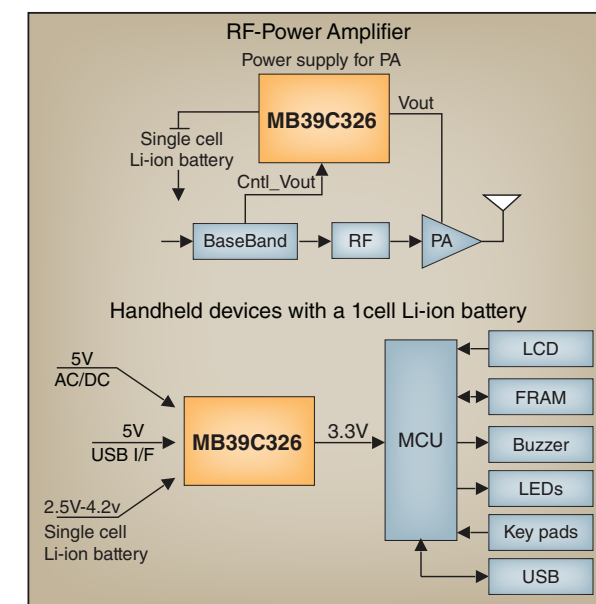 RF-Power Amplifier
Power supply for PA
MB39C326
Vout
Single cell
Li-ion battery
Cntl_Vout
BaseBand
RF
PA
Handheld devices with a 1cell Li-ion battery
5V
AC/DC
5V
USB I/F
2.5V-4.2v
Single cell
Li-ion battery
MB39C326
3.3V
MCU
LCD
FRAM
Buzzer
LEDs
Key pads
USB